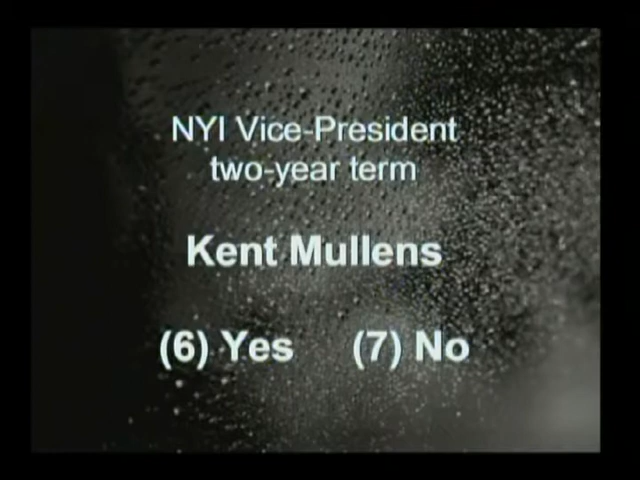 NYI Vice-President
two-year term
Kent Mullens
(6) Yes (7) No